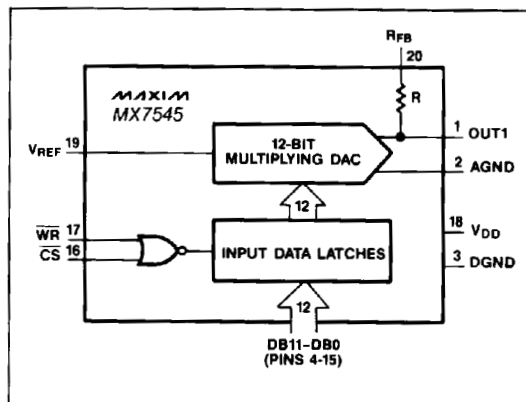 RFB
20
MAXIM
MX7545
R
12-BIT
MULTIPLYING DAC
1 OUT1
2 AGND
VREF 19
12
18 VDD
WR 17
CS 16
INPUT DATA LATCHES
3 DGND
12
DB11-DB0
(PINS 4-15)